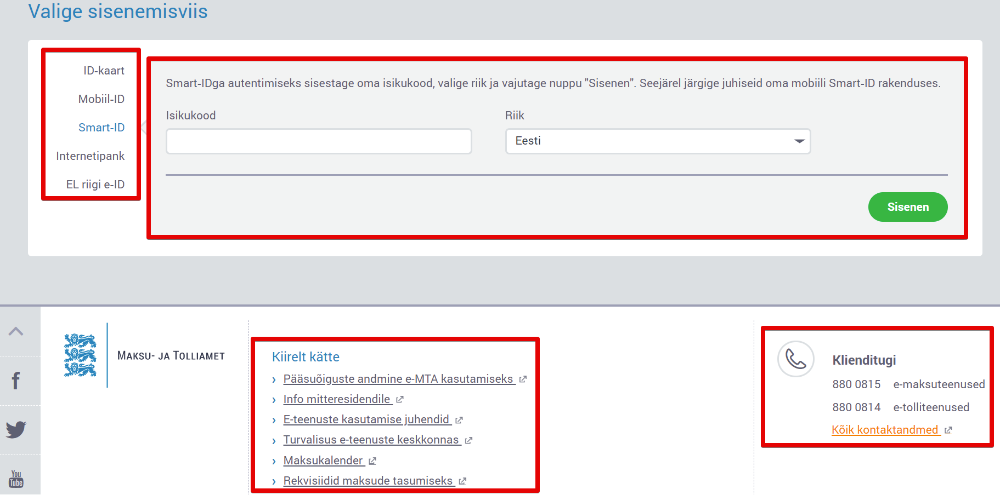 Valige sisenemisviis
ID-kaart
Mobiil-ID
Smart-ID
Internetipank
EL riigi e-ID
Smart-IDga autentimiseks sisestage oma isikukood, valige riik ja vajutage nuppu "Sisenen". Seejärel järgige juhiseid oma mobiili Smart-ID rakenduses.
Isikukood
Riik
Eesti
Sisenen
MAKSU- JA TOLLIAMET
Kiirelt kätte
Pääsuõiguste andmine e-MTA kasutamiseks
Info mitteresidendile
E-teenuste kasutamise juhendid
Turvalisus e-teenuste keskkonnas
Maksukalender
Rekvisiidid maksude tasumiseks
Klienditugi
880 0815 e-maksuteenused
880 0814 e-tolliteenused
Kõik kontaktandmed
f
You
Tube